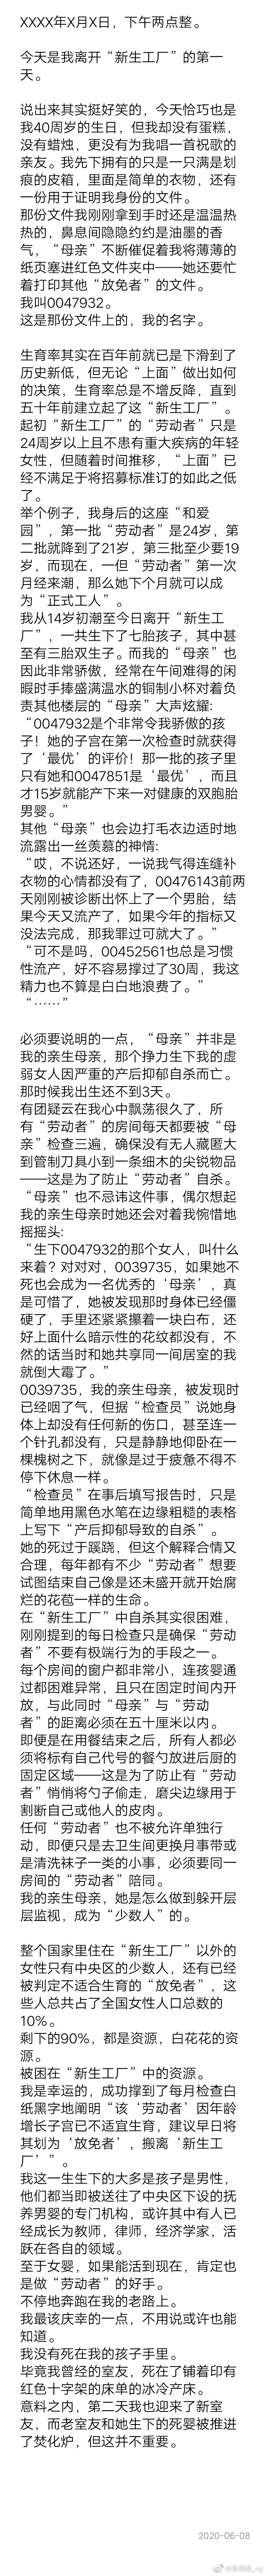 XXXX年X月X日，下午两点整。
今天是我离开“新生工厂”的第一
天。
说出来其实挺好笑的，今天恰巧也是
我40周岁的生日，但我却没有蛋糕，
没有蜡烛，更没有为我唱一首祝歌的
亲友。我先下拥有的只是一只满是划
痕的皮箱，里面是简单的衣物，还有
一份用于证明我身份的文件。
那份文件我刚刚拿到手时还是温温热
热的，鼻息间隐隐约约是油墨的香
气，“母亲”不断催促着我将薄薄的
纸页塞进红色文件夹中——她还要忙
着打印其他“放免者”的文件。
我叫0047932。
这是那份文件上的，我的名字。
生育率其实在百年前就已是下滑到了
历史新低，但无论“上面”做出如何
的决策，生育率总是不增反降，直到
五十年前建立起了这“新生工厂”。
起初“新生工厂”的“劳动者”只是
24周岁以上且不患有重大疾病的年轻
女性，但随着时间推移，“上面”已
经不满足于将招募标准订的如此之低
了。
举个例子，我身后的这座“和爱
园”，第一批“劳动者”是24岁，第
二批就降到了21岁，第三批至少要19
岁，而现在，一但“劳动者”第一次
月经来潮，那么她下个月就可以成
为“正式工人”。
我从14岁初潮至今日离开“新生工
厂”，一共生下了七胎孩子，其中甚
至有三胎双生子。而我的“母亲”也
因此非常骄傲，经常在午间难得的闲
暇时手捧盛满温水的铜制小杯对着负
责其他楼层的“母亲”大声炫耀：
“0047932是个非常令我骄傲的孩
子！她的子宫在第一次检查时就获得
了‘最优’的评价！那一批的孩子里
只有她和0047851是‘最优’，而且
才15岁就能产下来一对健康的双胞胎
男婴。”
其他“母亲”也会边打毛衣边适时地
流露出一丝羡慕的神情：
“哎，不说还好，一说我气得连缝补
衣物的心情都没有了，00476143前两
天刚刚被诊断出怀上了一个男胎，结
果今天又流产了，如果今年的指标又
没法完成，那我罪过可就大了。”
“可不是吗，00452561也总是习惯
性流产，好不容易撑过了30周，我这
精力也不算是白白地浪费了。”
“……”
必须要说明的一点，“母亲”并非是
我的亲生母亲，那个挣力生下我的虚
弱女人因严重的产后抑郁自杀而亡。
那时候我出生还不到3天。
有团疑云在我心中飘荡很久了，所
有“劳动者”的房间每天都要被“母
亲”检查三遍，确保没有无人藏匿大
到管制刀具小到一条细木的尖锐物品
——这是为了防止“劳动者”自杀。
“母亲”也不忌讳这件事，偶尔想起
我的亲生母亲时她还会对着我惋惜地
摇摇头：
“生下0047932的那个女人，叫什么
来着？对对对，0039735，如果她不
死也会成为一名优秀的‘母亲’，真
是可惜了，她被发现那时身体已经僵
硬了，手里还紧紧攥着一块白布，还
好上面什么暗示性的花纹都没有，不
然的话当时和她共享同一间居室的我
就倒大霉了。”
0039735，我的亲生母亲，被发现时
已经咽了气，但据“检查员”说她身
体上却没有任何新的伤口，甚至连一
个针孔都没有，只是静静地仰卧在一
棵槐树之下，就像是过于疲惫不得不
停下休息一样。
“检查员”在事后填写报告时，只是
简单地用黑色水笔在边缘粗糙的表格
上写下“产后抑郁导致的自杀”。
她的死过于蹊跷，但这个解释合情又
合理，每年都有不少“劳动者”想要
试图结束自己像是还未盛开就开始腐
烂的花苞一样的生命。
在“新生工厂”中自杀其实很困难，
刚刚提到的每日检查只是确保“劳动
者”不要有极端行为的手段之一。
每个房间的窗户都非常小，连孩婴通
过都困难异常，且只在固定时间内开
放，与此同时“母亲”与“劳动
者”的距离必须在五十厘米以内。
即便是在用餐结束之后，所有人都必
须将标有自己代号的餐勺放进后厨的
固定区域——这是为了防止有“劳动
者”悄悄将勺子偷走，磨尖边缘用于
割断自己或他人的皮肉。
任何“劳动者”也不被允许单独行
动，即便只是去卫生间更换月事带或
是清洗袜子一类的小事，必须要同一
房间的“劳动者”陪同。
我的亲生母亲，她是怎么做到躲开层
层监视，成为“少数人”的。
整个国家里住在“新生工厂”以外的
女性只有中央区的少数人，还有已经
被判定不适合生育的“放免者”，这
些人总共占了全国女性人口总数的
10%。
剩下的90%，都是资源，白花花的资
源。
被困在“新生工厂”中的资源。
我是幸运的，成功撑到了每月检查白
纸黑字地阐明“该‘劳动者’因年龄
增长子宫已不适宜生育，建议早日将
其划为‘放免者’，搬离‘新生工
厂’”。
我这一生生下的大多是孩子是男性，
他们都当即被送往了中央区下设的抚
养男婴的专门机构，或许其中有人已
经成长为教师，律师，经济学家，活
跃在各自的领域。
至于女婴，如果能活到现在，肯定也
是做“劳动者”的好手。
不停地奔跑在我的老路上。
我最该庆幸的一点，不用说或许也能
知道。
我没有死在我的孩子手里。
毕竟我曾经的室友，死在了铺着印有
红色十字架的床单的冰冷产床。
意料之内，第二天我也迎来了新室
友，而老室友和她生下的死婴被推进
了焚化炉，但这并不重要。
2020-06-08